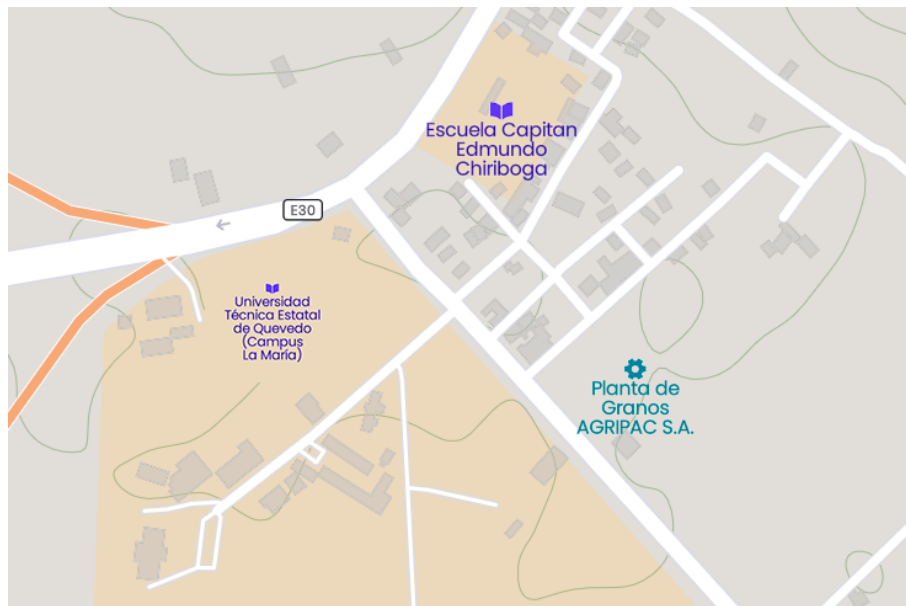 Escuela Capitan
Edmundo
Chiriboga
E30
Universidad
Técnica Estatal
de Quevedo
(Campus
La María)
Planta de
Granos
AGRIPAC S.A.